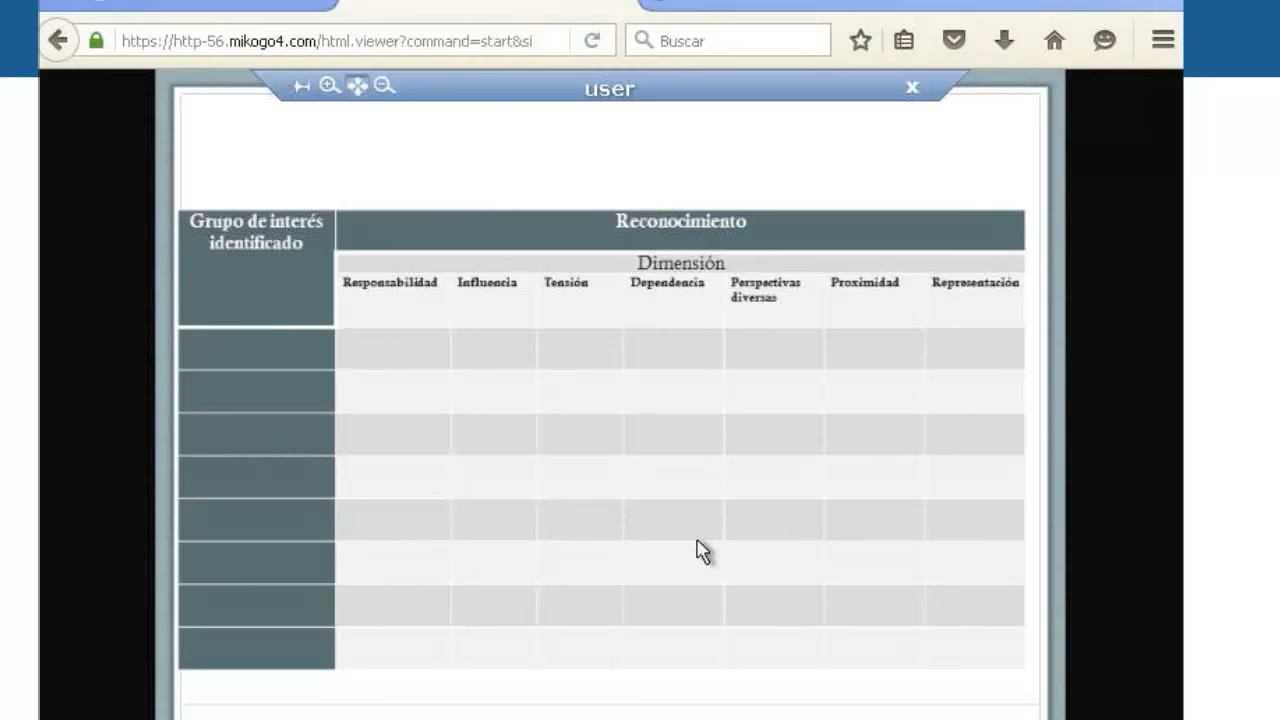 https://http-56.mikogo4.com/html.viewer?command=start&si
Buscar
user
x
Grupo de interés
identificado
Reconocimiento
Dimensión
Responsabilidad Influencia Tensión Dependencia Perspectivas Proximidad Representación
diversas